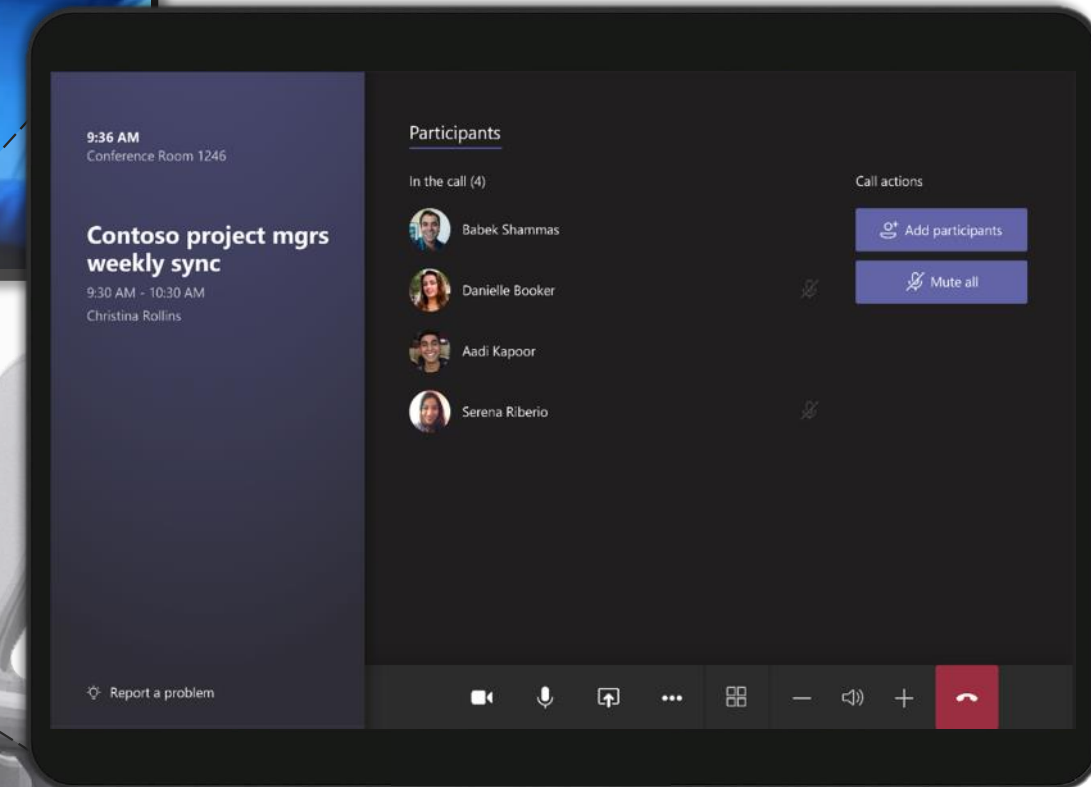 9:36 AM
Conference Room 1246
Contoso project mgrs
weekly sync
9:30 AM - 10:30 AM
Christina Rollins
Report a problem
Participants
In the call (4)
Babek Shammas
Danielle Booker
Aadi Kapoor
Serena Riberio
Call actions
Add participants
Mute all